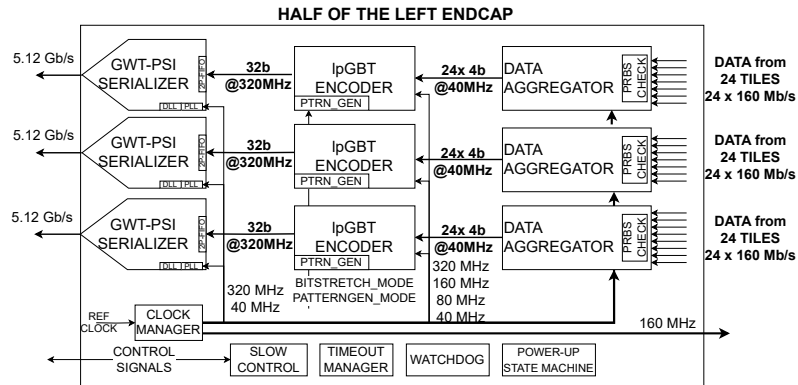 HALF OF THE LEFT ENDCAP
5.12 Gb/s
GWT-PSI
SERIALIZER
2P-FIFO
DLL
PLL
32b
@320MHz
lpGBT
ENCODER
PTRN_GEN
24x 4b
@40MHz
DATA
AGGREGATOR
PRBS
CHECK
DATA from
24 TILES
24 x 160 Mb/s
5.12 Gb/s
GWT-PSI
SERIALIZER
2P-FIFO
DLL
PLL
32b
@320MHz
lpGBT
ENCODER
PTRN_GEN
24x 4b
@40MHz
DATA
AGGREGATOR
PRBS
CHECK
DATA from
24 TILES
24 x 160 Mb/s
5.12 Gb/s
GWT-PSI
SERIALIZER
2P-FIFO
DLL
PLL
32b
@320MHz
lpGBT
ENCODER
PTRN_GEN
24x 4b
@40MHz
DATA
AGGREGATOR
PRBS
CHECK
DATA from
24 TILES
24 x 160 Mb/s
320 MHz
40 MHz
BITSTRETCH_MODE
PATTERNGEN_MODE
320 MHz
160 MHz
80 MHz
40 MHz
REF
CLOCK
CLOCK
MANAGER
160 MHz
CONTROL
SIGNALS
SLOW
CONTROL
TIMEOUT
MANAGER
WATCHDOG
POWER-UP
STATE MACHINE